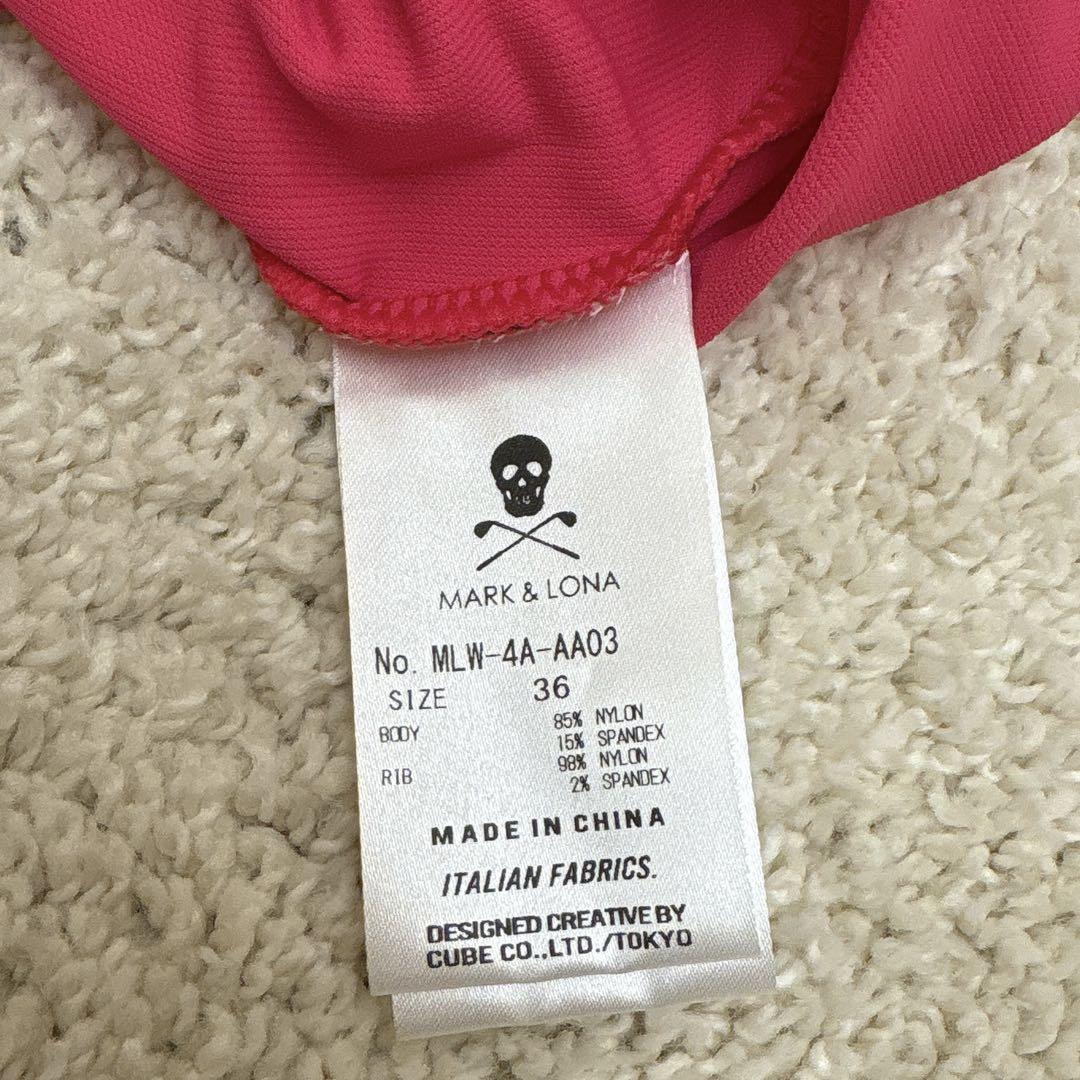 MARK & LONA
No. MLW-4A-AA03
SIZE 36
BODY 85% NYLON
15% SPANDEX
RIB 98% NYLON
2% SPANDEX
MADE IN CHINA
ITALIAN FABRICS.
DESIGNED CREATIVE BY
CUBE CO.,LTD./TOKYO